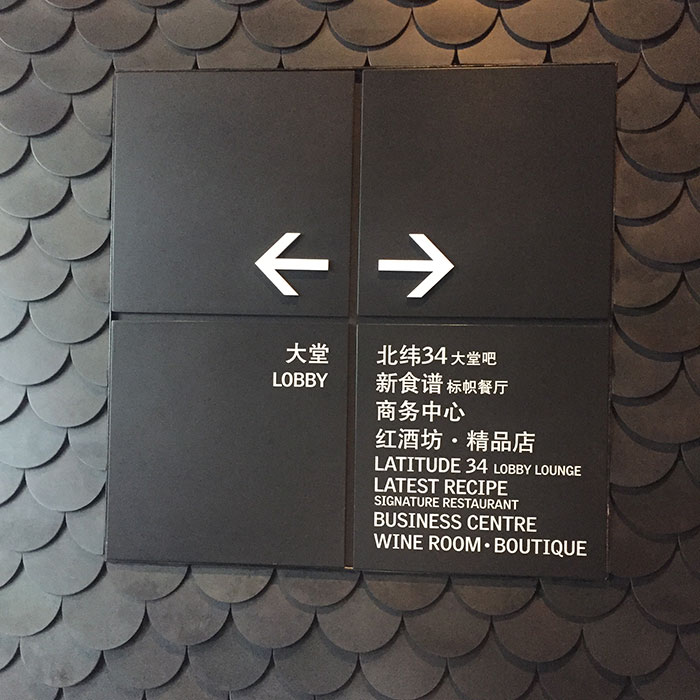 大堂
LOBBY
北纬34 大堂吧
新食谱 标帜餐厅
商务中心
红酒坊·精品店
LATITUDE 34 LOBBY LOUNGE
LATEST RECIPE
SIGNATURE RESTAURANT
BUSINESS CENTRE
WINE ROOM·BOUTIQUE